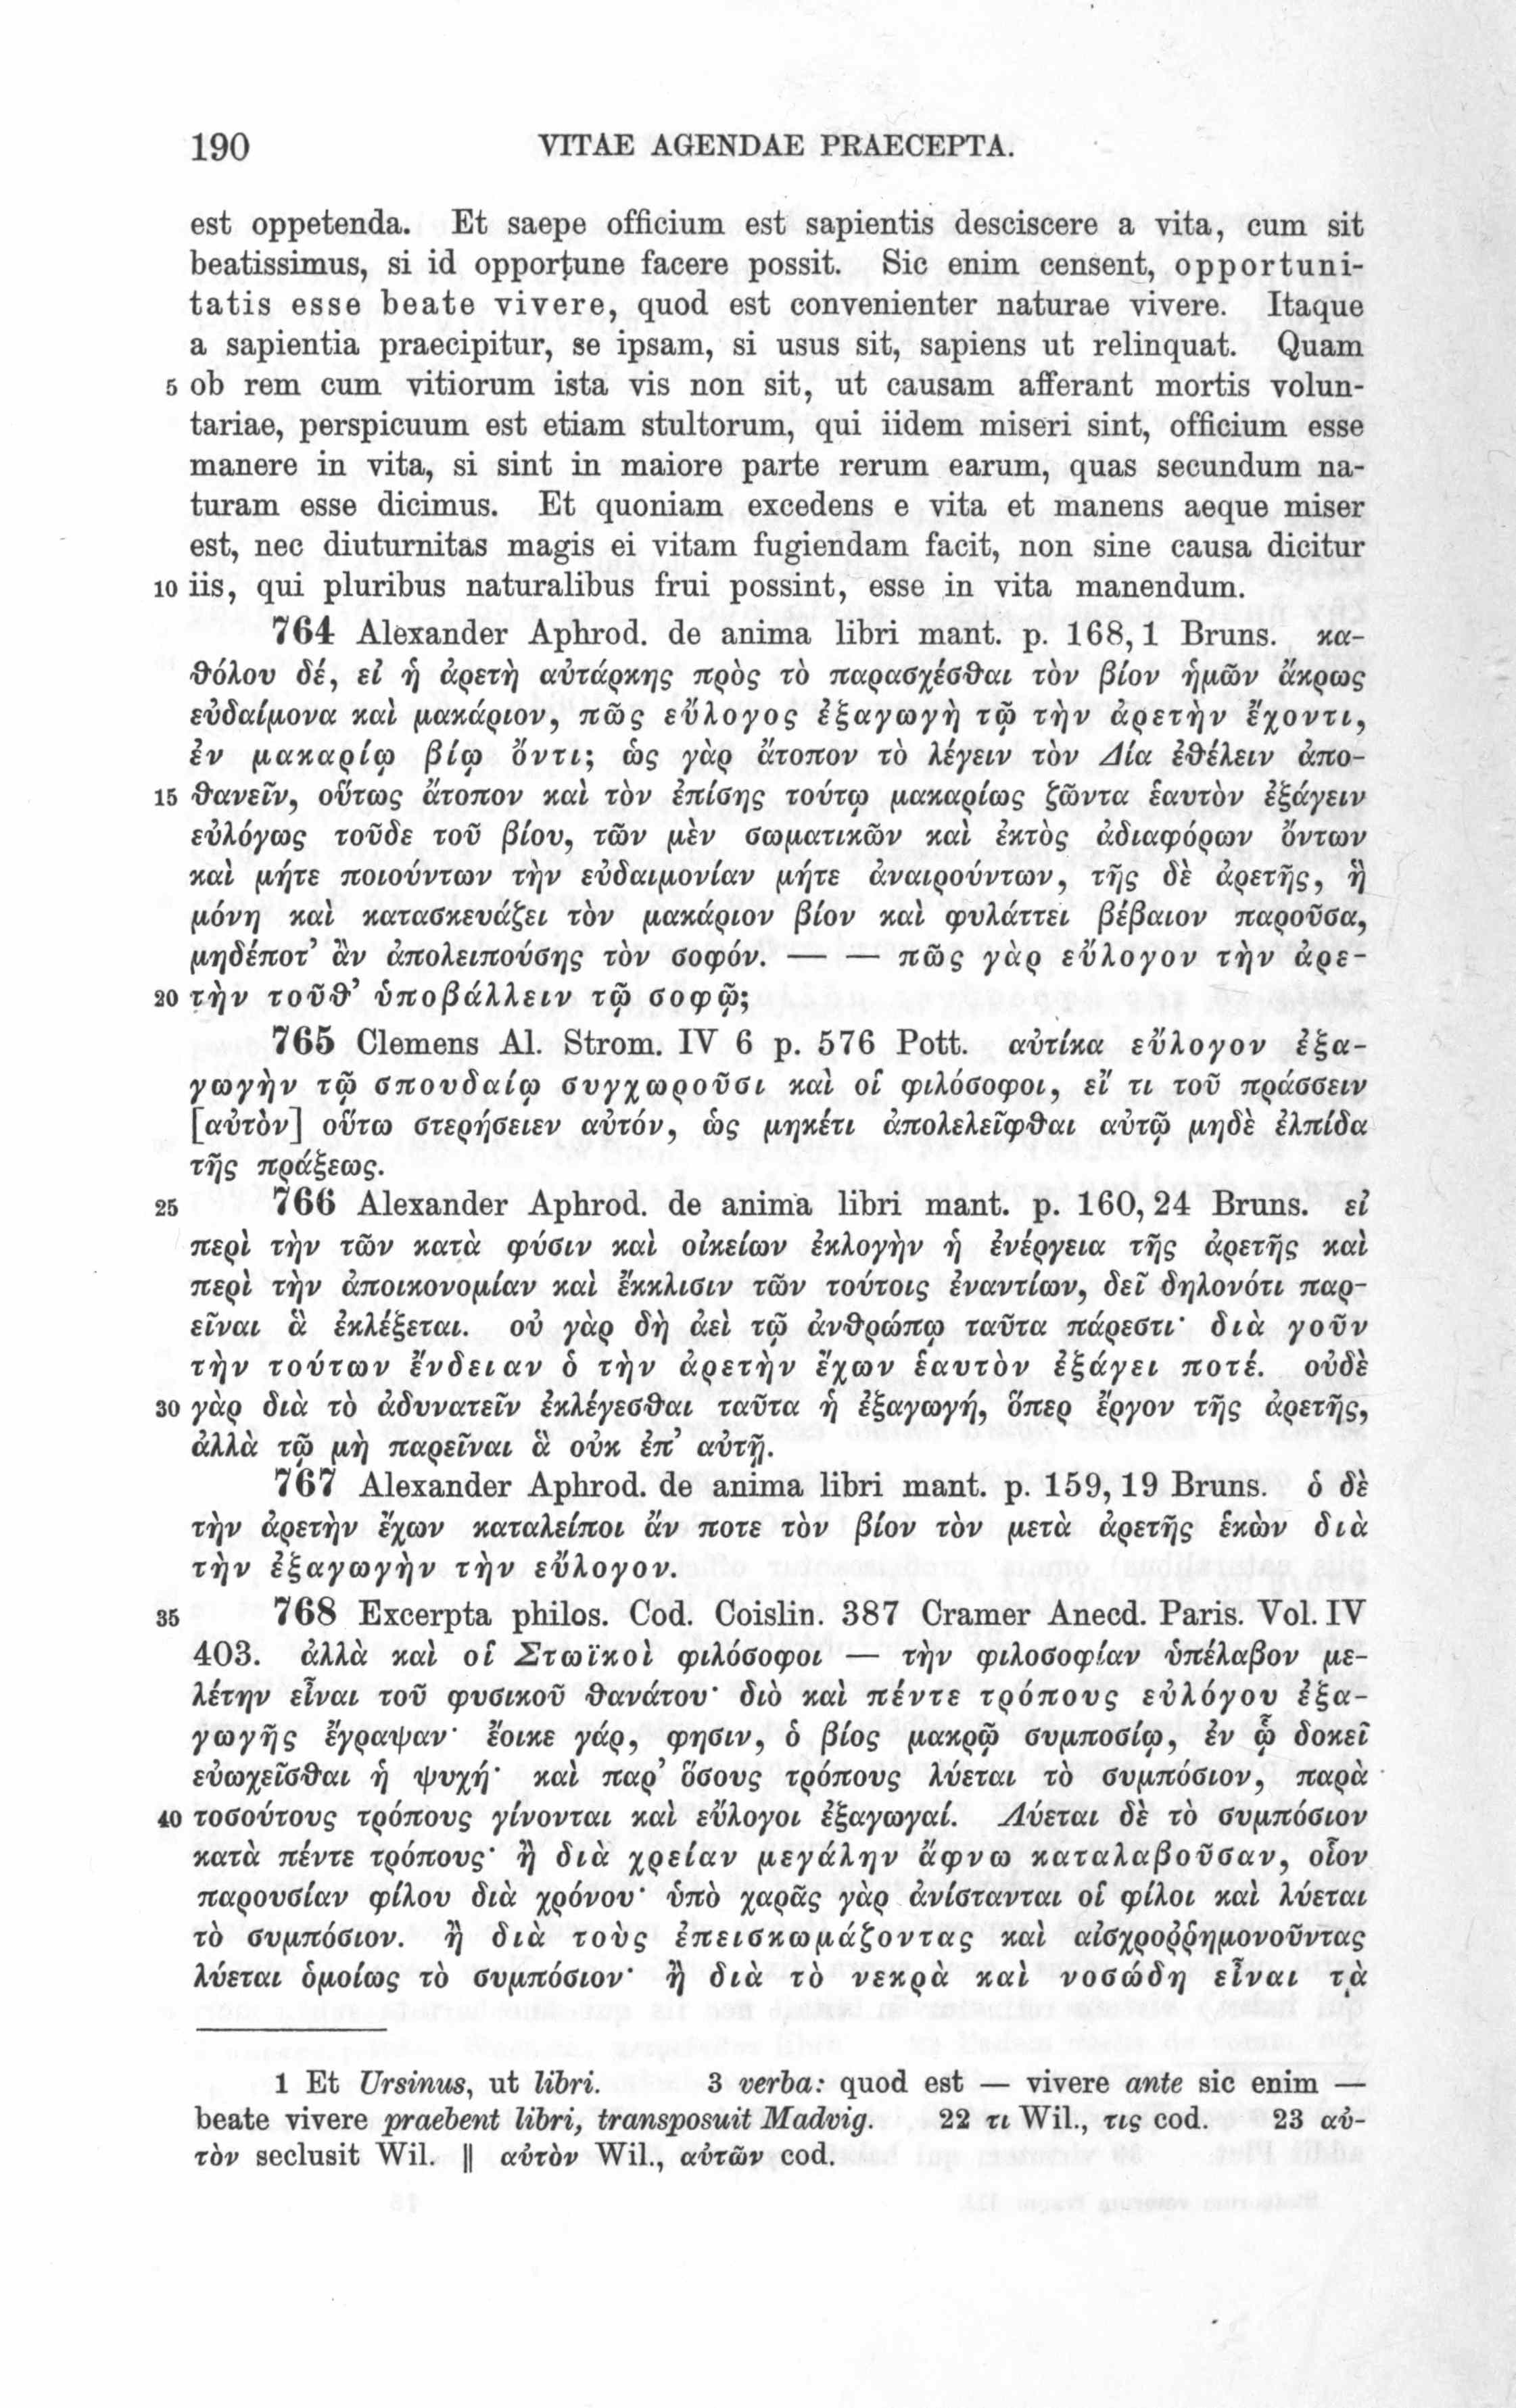 190 VITAE AGENDAE PRAECEPTA.
est oppetenda. Et saepe officium est sapientis desciscere a vita, cum sit
beatissimus, si id opportune facere possit. Sic enim censent, opportuni-
tatis esse beate vivere, quod est convenienter naturae vivere. Itaque
a sapientia praecipitur, se ipsam, si usus sit, sapiens ut relinquat. Quam
5 ob rem cum vitiorum ista vis non sit, ut causam afferant mortis volun-
tariae, perspicuum est etiam stultorum, qui iidem miseri sint, officium esse
manere in vita, si sint in maiore parte rerum earum, quas secundum na-
turam esse dicimus. Et quoniam excedens e vita et manens aeque miser
est, nec diuturnitas magis ei vitam fugiendam facit, non sine causa dicitur
10 iis, qui pluribus naturalibus frui possint, esse in vita manendum.
764 Alexander Aphrod. de anima libri mant. p. 168, 1 Bruns. κα-
θόλου δέ, εἰ ἡ ἀρετὴ αὐτάρκης πρὸς τὸ παρασχέσθαι τὸν βίον ἡμῶν ἄκρως
εὐδαίμονα καὶ μακάριον, πῶς εὔλογος ἐξαγωγὴ τῷ τὴν ἀρετὴν ἔχοντι,
ἐν μακαρίῳ βίῳ ὄντι; ὡς γὰρ ἄτοπον τὸ λέγειν τὸν Δία ἐθέλειν ἀπο-
15 θανεῖν, οὕτως ἄτοπον καὶ τὸν ἐπίσης τούτῳ μακαρίως ζῶντα ἑαυτὸν ἐξάγειν
εὐλόγως τοῦδε τοῦ βίου, τῶν μὲν σωματικῶν καὶ ἐκτὸς ἀδιαφόρων ὄντων
καὶ μήτε ποιούντων τὴν εὐδαιμονίαν μήτε ἀναιρούντων, τῆς δὲ ἀρετῆς, ἣ
μόνη καὶ κατασκευάζει τὸν μακάριον βίον καὶ φυλάττει βέβαιον παροῦσα,
μηδέποτ’ ἂν ἀπολειπούσης τὸν σοφόν. — — πῶς γὰρ εὔλογον τὴν ἀρε-
20 τὴν τοῦθ’ ὑποβάλλειν τῷ σοφῷ;
765 Clemens Al. Strom. IV 6 p. 576 Pott. αὐτίκα εὔλογον ἐξα-
γωγὴν τῷ σπουδαίῳ συγχωροῦσι καὶ οἱ φιλόσοφοι, εἴ τι τοῦ πράσσειν
[αὐτὸν] οὕτω στερήσειεν αὐτόν, ὡς μηκέτι ἀπολελεῖφθαι αὐτῷ μηδὲ ἐλπίδα
τῆς πράξεως.
25 766 Alexander Aphrod. de anima libri mant. p. 160, 24 Bruns. εἰ
περὶ τὴν τῶν κατὰ φύσιν καὶ οἰκείων ἐκλογὴν ἡ ἐνέργεια τῆς ἀρετῆς καὶ
περὶ τὴν ἀποικονομίαν καὶ ἔκκλισιν τῶν τούτοις ἐναντίων, δεῖ δηλονότι παρ-
εῖναι ἃ ἐκλέξεται. οὐ γὰρ δὴ ἀεὶ τῷ ἀνθρώπῳ ταῦτα πάρεστι· διὰ γοῦν
τὴν τούτων ἔνδειαν ὁ τὴν ἀρετὴν ἔχων ἑαυτὸν ἐξάγει ποτέ. οὐδὲ
30 γὰρ διὰ τὸ ἀδυνατεῖν ἐκλέγεσθαι ταῦτα ἡ ἐξαγωγή, ὅπερ ἔργον τῆς ἀρετῆς,
ἀλλὰ τῷ μὴ παρεῖναι ἃ οὐκ ἐπ’ αὐτῇ.
767 Alexander Aphrod. de anima libri mant. p. 159, 19 Bruns. ὁ δὲ
τὴν ἀρετὴν ἔχων καταλείποι ἄν ποτε τὸν βίον τὸν μετὰ ἀρετῆς ἑκὼν διὰ
τὴν ἐξαγωγὴν τὴν εὔλογον.
35 768 Excerpta philos. Cod. Coislin. 387 Cramer Anecd. Paris. Vol. IV
403. ἀλλὰ καὶ οἱ Στωϊκοὶ φιλόσοφοι — τὴν φιλοσοφίαν ὑπέλαβον με-
λέτην εἶναι τοῦ φυσικοῦ θανάτου· διὸ καὶ πέντε τρόπους εὐλόγου ἐξα-
γωγῆς ἔγραψαν· ἔοικε γάρ, φησιν, ὁ βίος μακρῷ συμποσίῳ, ἐν ᾧ δοκεῖ
εὐωχεῖσθαι ἡ ψυχή· καὶ παρ’ ὅσους τρόπους λύεται τὸ συμπόσιον, παρὰ
40 τοσούτους τρόπους γίνονται καὶ εὔλογοι ἐξαγωγαί. Λύεται δὲ τὸ συμπόσιον
κατὰ πέντε τρόπους· ἢ διὰ χρείαν μεγάλην ἄφνω καταλαβοῦσαν, οἷον
παρουσίαν φίλου διὰ χρόνου· ὑπὸ χαρᾶς γὰρ ἀνίστανται οἱ φίλοι καὶ λύεται
τὸ συμπόσιον. ἢ διὰ τοὺς ἐπεισκωμάζοντας καὶ αἰσχροῤῥημονοῦντας
λύεται ὁμοίως τὸ συμπόσιον· ἢ διὰ τὸ νεκρὰ καὶ νοσώδη εἶναι τὰ
1 Et Ursinus, ut libri. 3 verba: quod est — vivere ante sic enim —
beate vivere praebent libri, transposuit Madvig. 22 τι Wil., τις cod. 23 αὐ-
τὸν seclusit Wil. || αὐτὸν Wil., αὐτῶν cod.